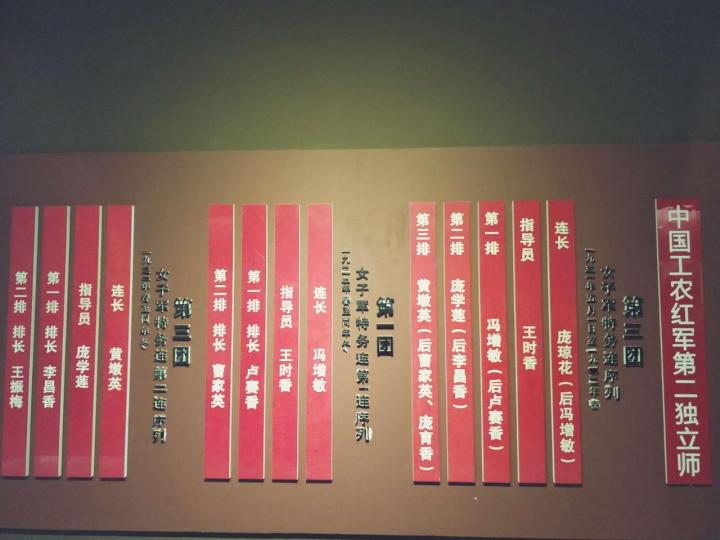 中国工农红军第二独立师
第三团
女子军特务连序列
连长 庞琼花（后冯增敏）
指导员 王时香
第一排 冯增敏（后卢赛香）
第二排 庞学莲（后李昌香）
第三排 黄墩英（后曹家英、庞育香）
第一团
女子军特务连第一连序列
连长 冯增敏
指导员 王时香
第一排 排长 卢赛香
第二排 排长 曹家英
第三团
女子军特务连第二连序列
连长 黄墩英
指导员 庞学莲
第一排 排长 李昌香
第二排 排长 王振梅